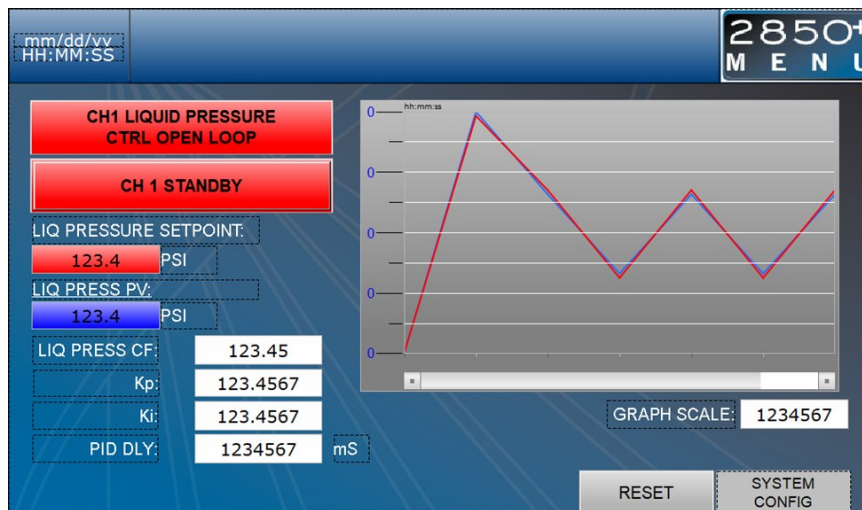 mm/dd/yy
HH:MM:SS
2850+
MENU
CH1 LIQUID PRESSURE
CTRL OPEN LOOP
CH 1 STANDBY
LIQ PRESSURE SETPOINT:
123.4 PSI
LIQ PRESS PV:
123.4 PSI
LIQ PRESS CF: 123.45
Kp: 123.4567
Ki: 123.4567
PID DLY: 1234567 mS
hh:mm:ss
0
0
0
0
0
GRAPH SCALE: 1234567
RESET
SYSTEM
CONFIG